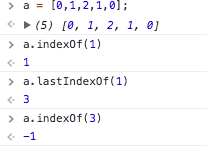 > a = [0,1,2,1,0];
< ▶ (5) [0, 1, 2, 1, 0]
> a.indexOf(1)
< 1
> a.lastIndexOf(1)
< 3
> a.indexOf(3)
< -1